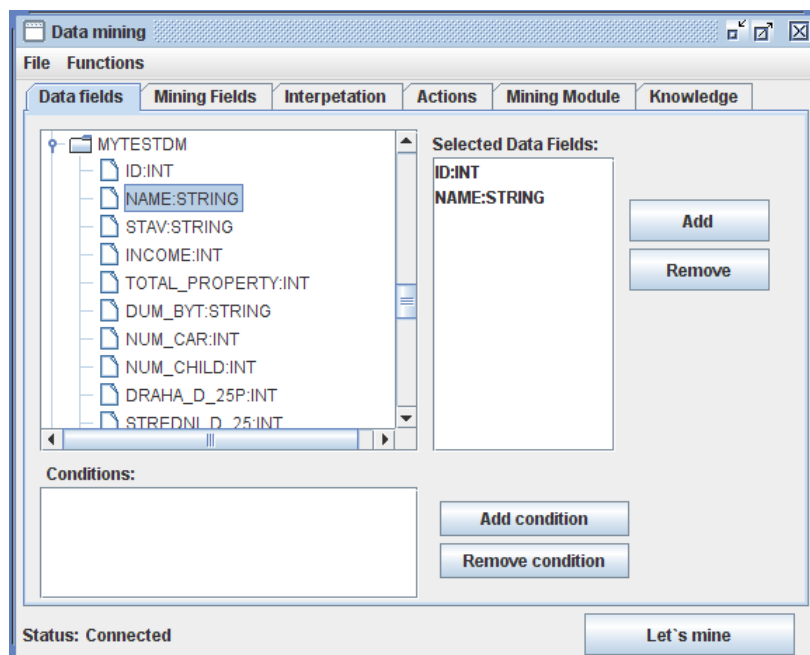 Data mining
File Functions
Data fields Mining Fields Interpetation Actions Mining Module Knowledge
MYTESTDM
ID:INT
NAME:STRING
STAV:STRING
INCOME:INT
TOTAL_PROPERTY:INT
DUM_BYT:STRING
NUM_CAR:INT
NUM_CHILD:INT
DRAHA_D_25P:INT
STREDNI_D_25:INT
Selected Data Fields:
ID:INT
NAME:STRING
Add
Remove
Conditions:
Add condition
Remove condition
Status: Connected
Let`s mine